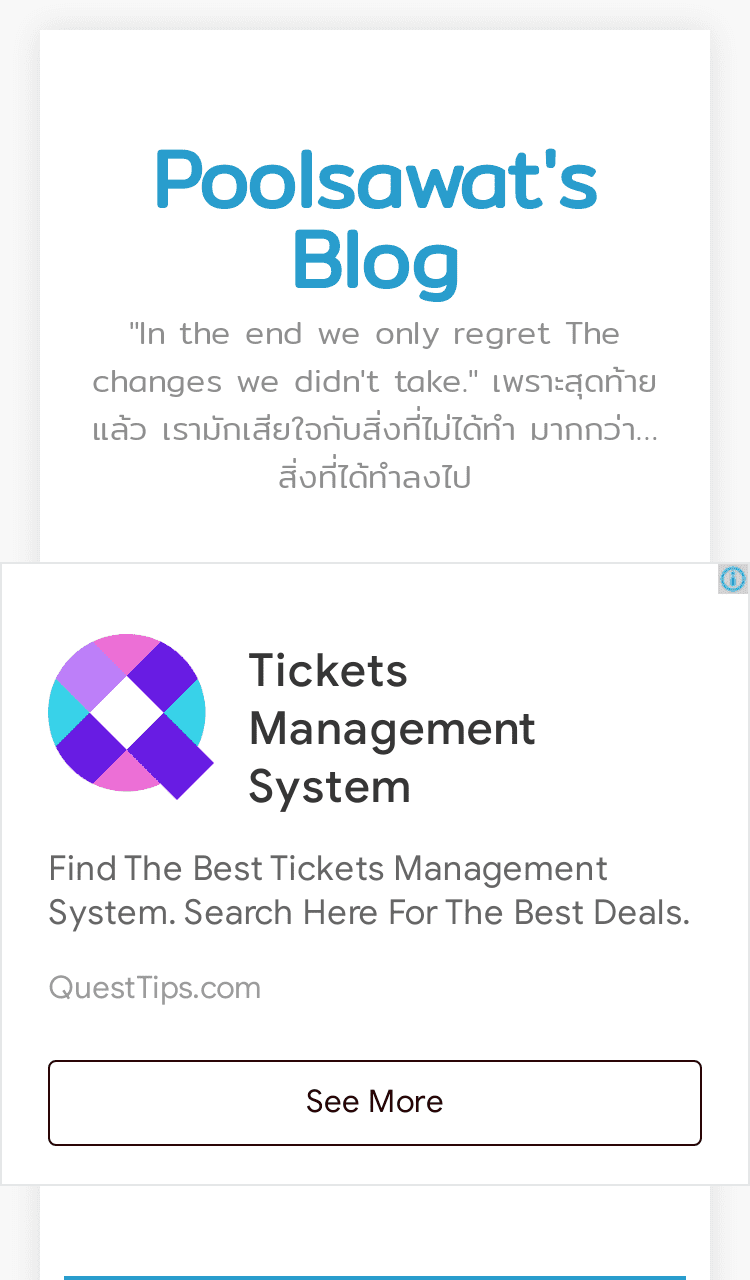 Poolsawat's
Blog
"In the end we only regret The
changes we didn't take." เพราะสุดท้าย
แล้ว เรามักเสียใจกับสิ่งที่ไม่ได้ทำ มากกว่า...
สิ่งที่ได้ทำลงไป
Tickets
Management
System
Find The Best Tickets Management
System. Search Here For The Best Deals.
QuestTips.com
See More